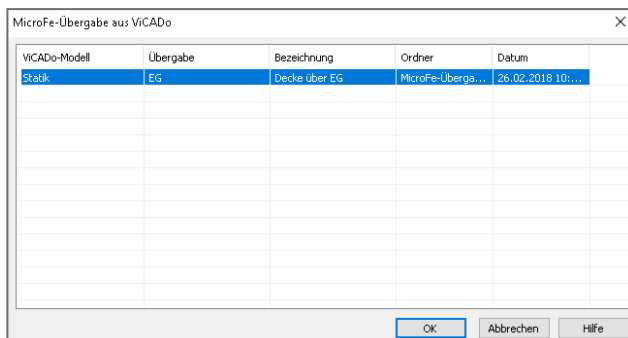 MicroFe-Übergabe aus ViCADo
ViCADo-Modell Übergabe Bezeichnung Ordner Datum
Statik EG Decke über EG MicroFe-Überga... 26.02.2018 10:...
OK Abbrechen Hilfe